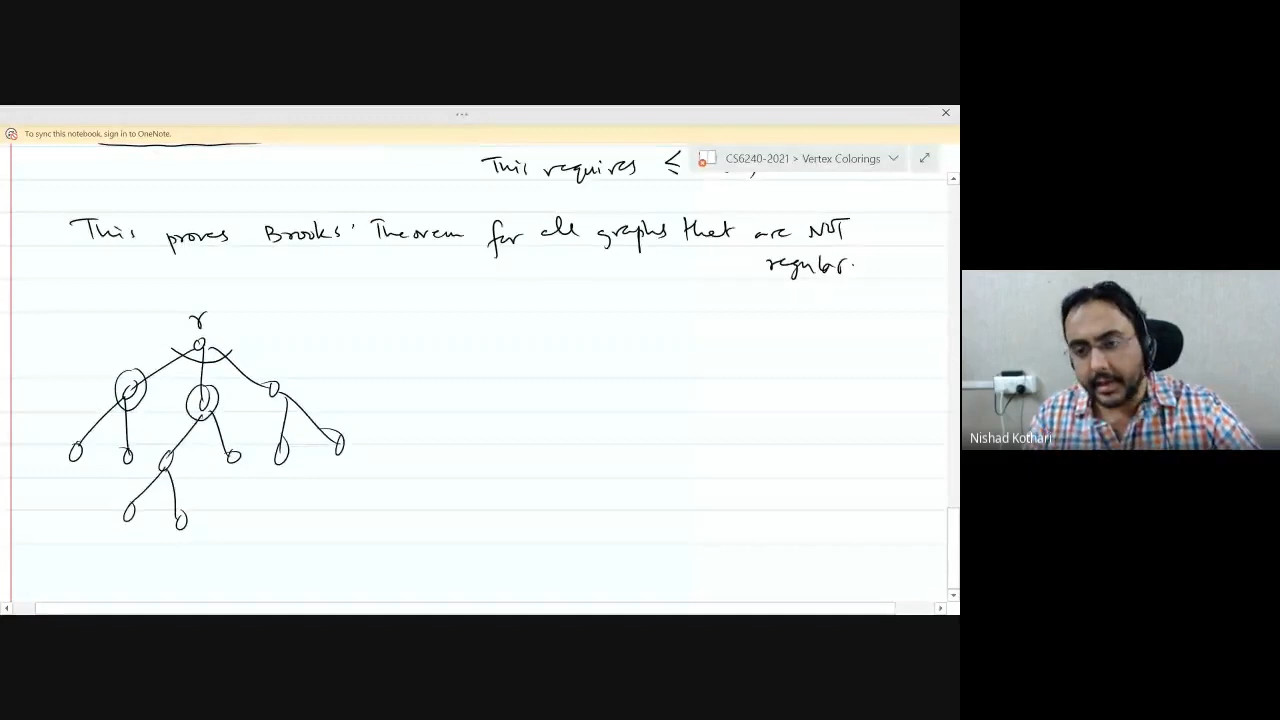 To sync this notebook, sign in to OneNote.
CS6240-2021 > Vertex Colorings
This requires ≤
This proves Brooks' Theorem for all graphs that are NOT
regular.
r
Nishad Kothari